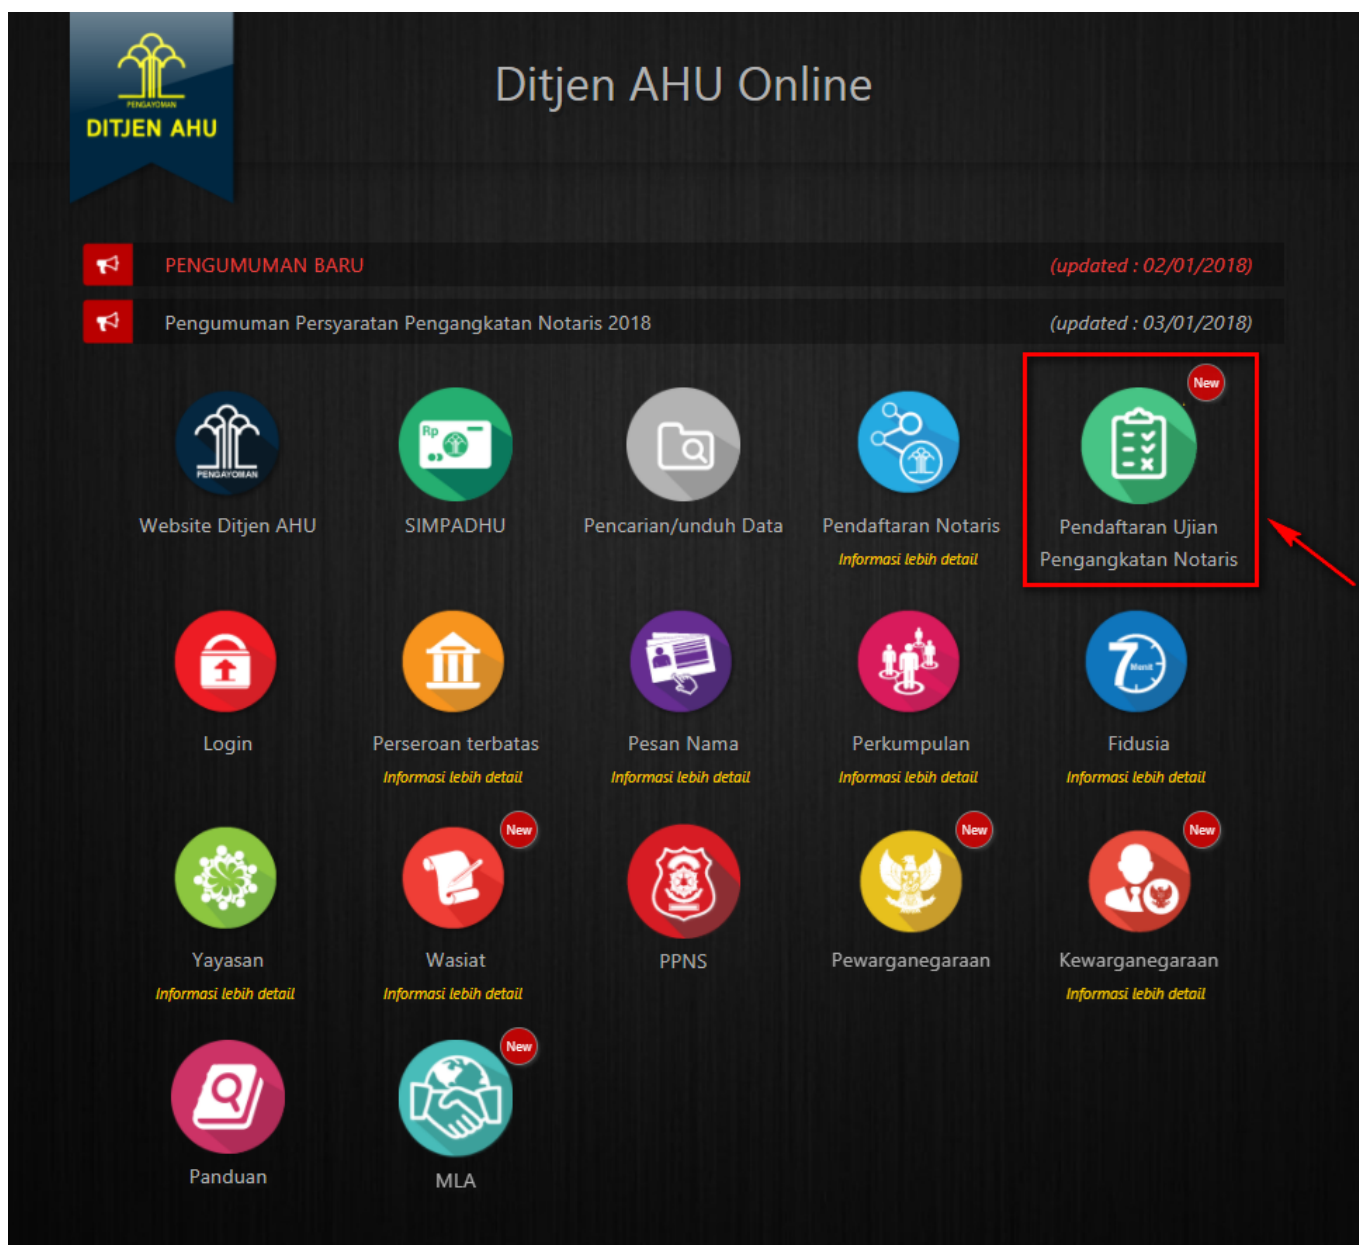 PENGAYOMAN
DITJEN AHU
Ditjen AHU Online
PENGUMUMAN BARU (updated : 02/01/2018)
Pengumuman Persyaratan Pengangkatan Notaris 2018 (updated : 03/01/2018)
New
PENGAYOMAN
Rp
Website Ditjen AHU
SIMPADHU
Pencarian/unduh Data
Pendaftaran Notaris
Informasi lebih detail
Pendaftaran Ujian
Pengangkatan Notaris
7 Menit
Login
Perseroan terbatas
Informasi lebih detail
Pesan Nama
Informasi lebih detail
Perkumpulan
Informasi lebih detail
Fidusia
Informasi lebih detail
New
New
New
Yayasan
Informasi lebih detail
Wasiat
Informasi lebih detail
PPNS
Pewarganegaraan
Kewarganegaraan
Informasi lebih detail
New
Panduan
MLA